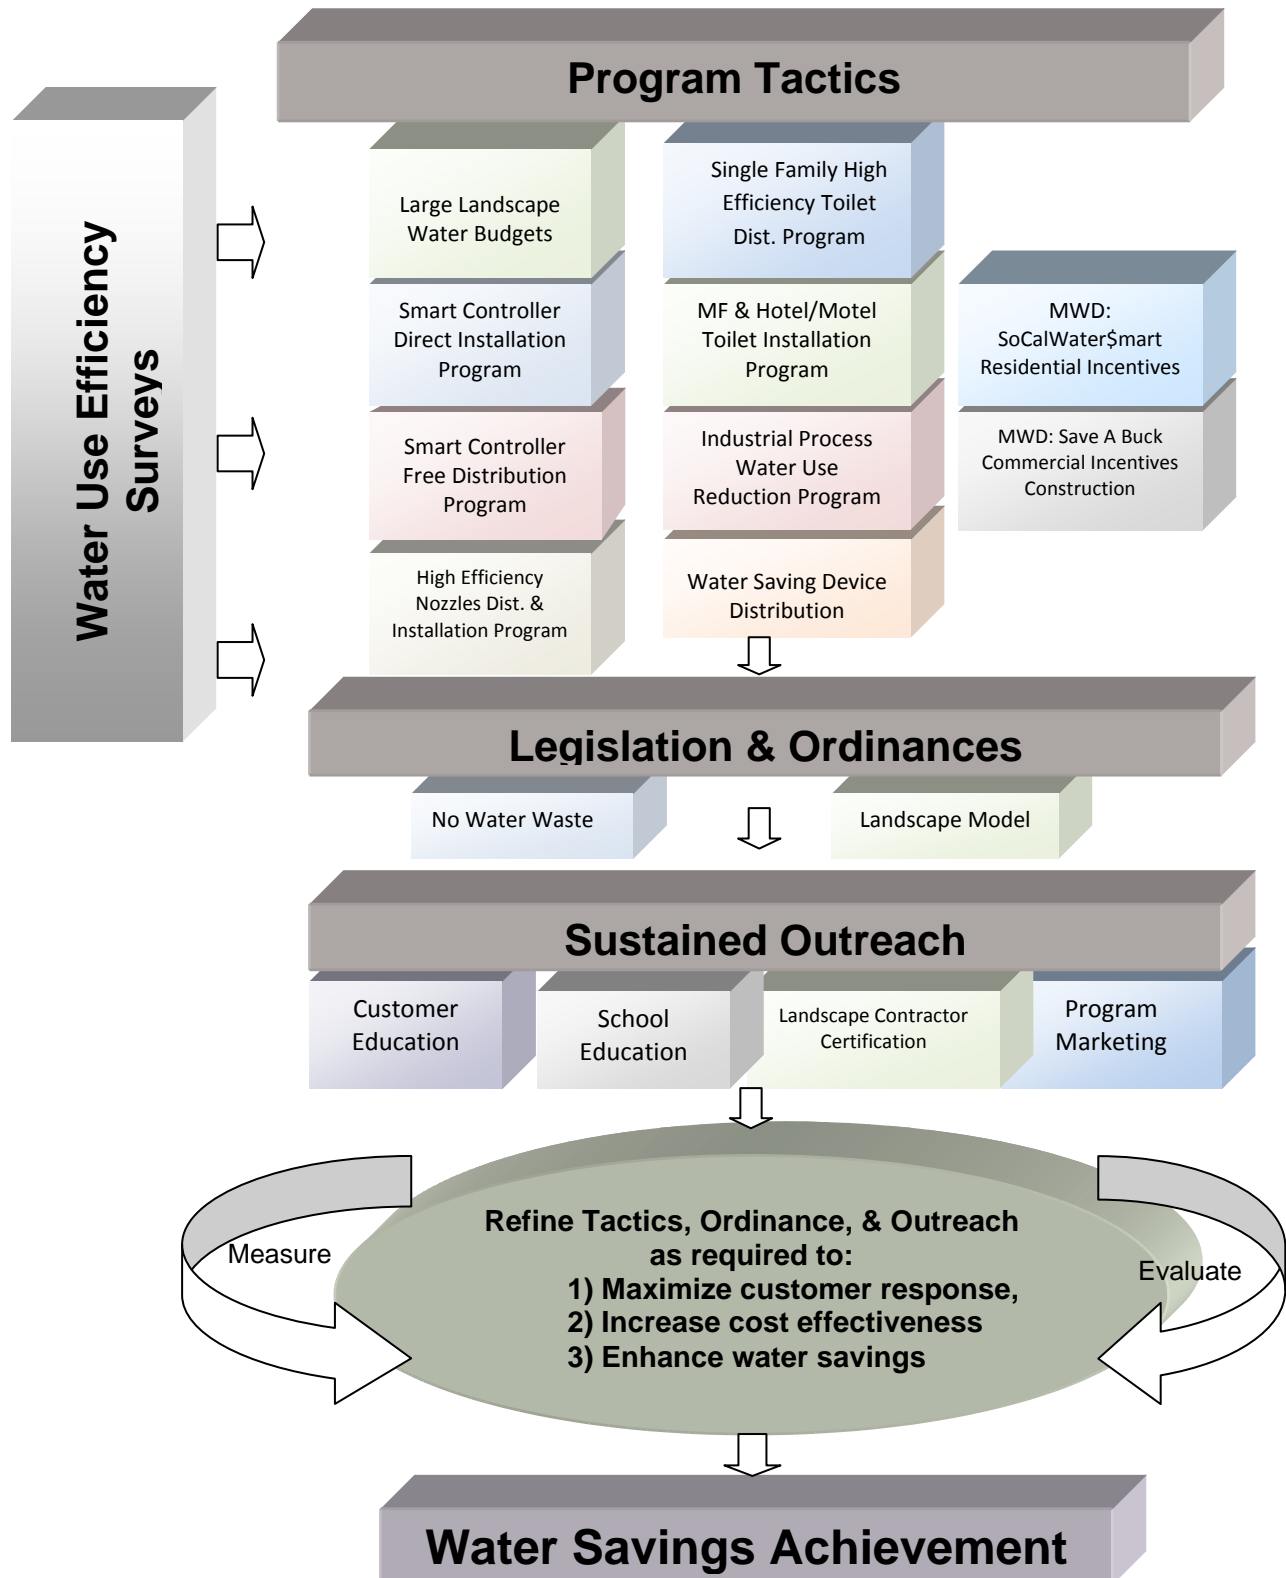 Program Tactics
Water Use Efficiency
Surveys
Large Landscape
Water Budgets
Smart Controller
Direct Installation
Program
Smart Controller
Free Distribution
Program
High Efficiency
Nozzles Dist. &
Installation Program
Single Family High
Efficiency Toilet
Dist. Program
MF & Hotel/Motel
Toilet Installation
Program
Industrial Process
Water Use
Reduction Program
Water Saving Device
Distribution
MWD:
SoCalWater$mart
Residential Incentives
MWD: Save A Buck
Commercial Incentives
Construction
Legislation & Ordinances
No Water Waste
Landscape Model
Sustained Outreach
Customer
Education
School
Education
Landscape Contractor
Certification
Program
Marketing
Measure
Refine Tactics, Ordinance, & Outreach
as required to:
1) Maximize customer response,
2) Increase cost effectiveness
3) Enhance water savings
Evaluate
Water Savings Achievement